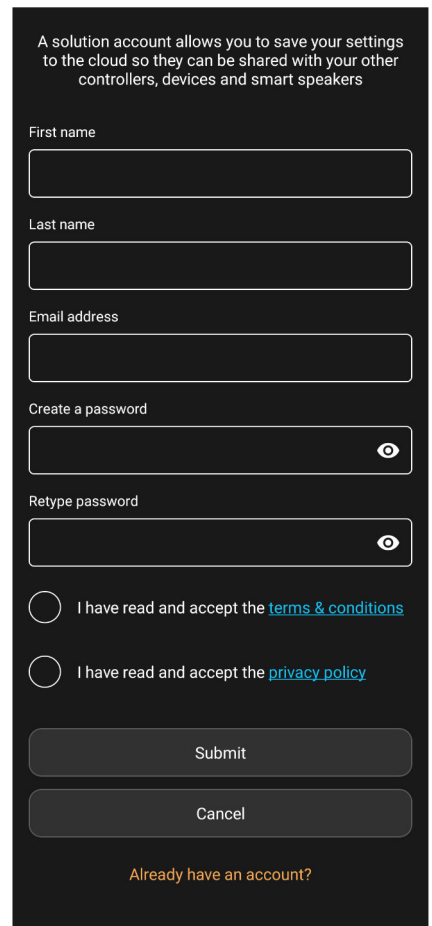 A solution account allows you to save your settings
to the cloud so they can be shared with your other
controllers, devices and smart speakers
First name
Last name
Email address
Create a password
Retype password
I have read and accept the terms & conditions
I have read and accept the privacy policy
Submit
Cancel
Already have an account?